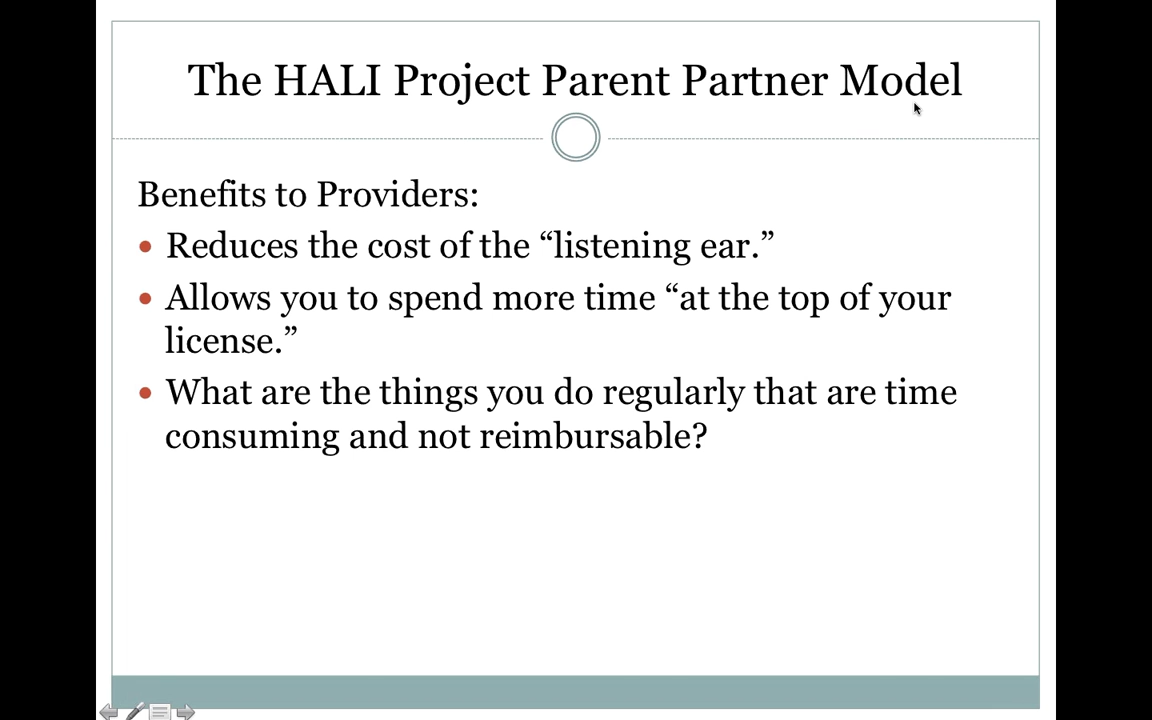 The HALI Project Parent Partner Model
Benefits to Providers:
• Reduces the cost of the “listening ear.”
• Allows you to spend more time “at the top of your
license.”
• What are the things you do regularly that are time
consuming and not reimbursable?